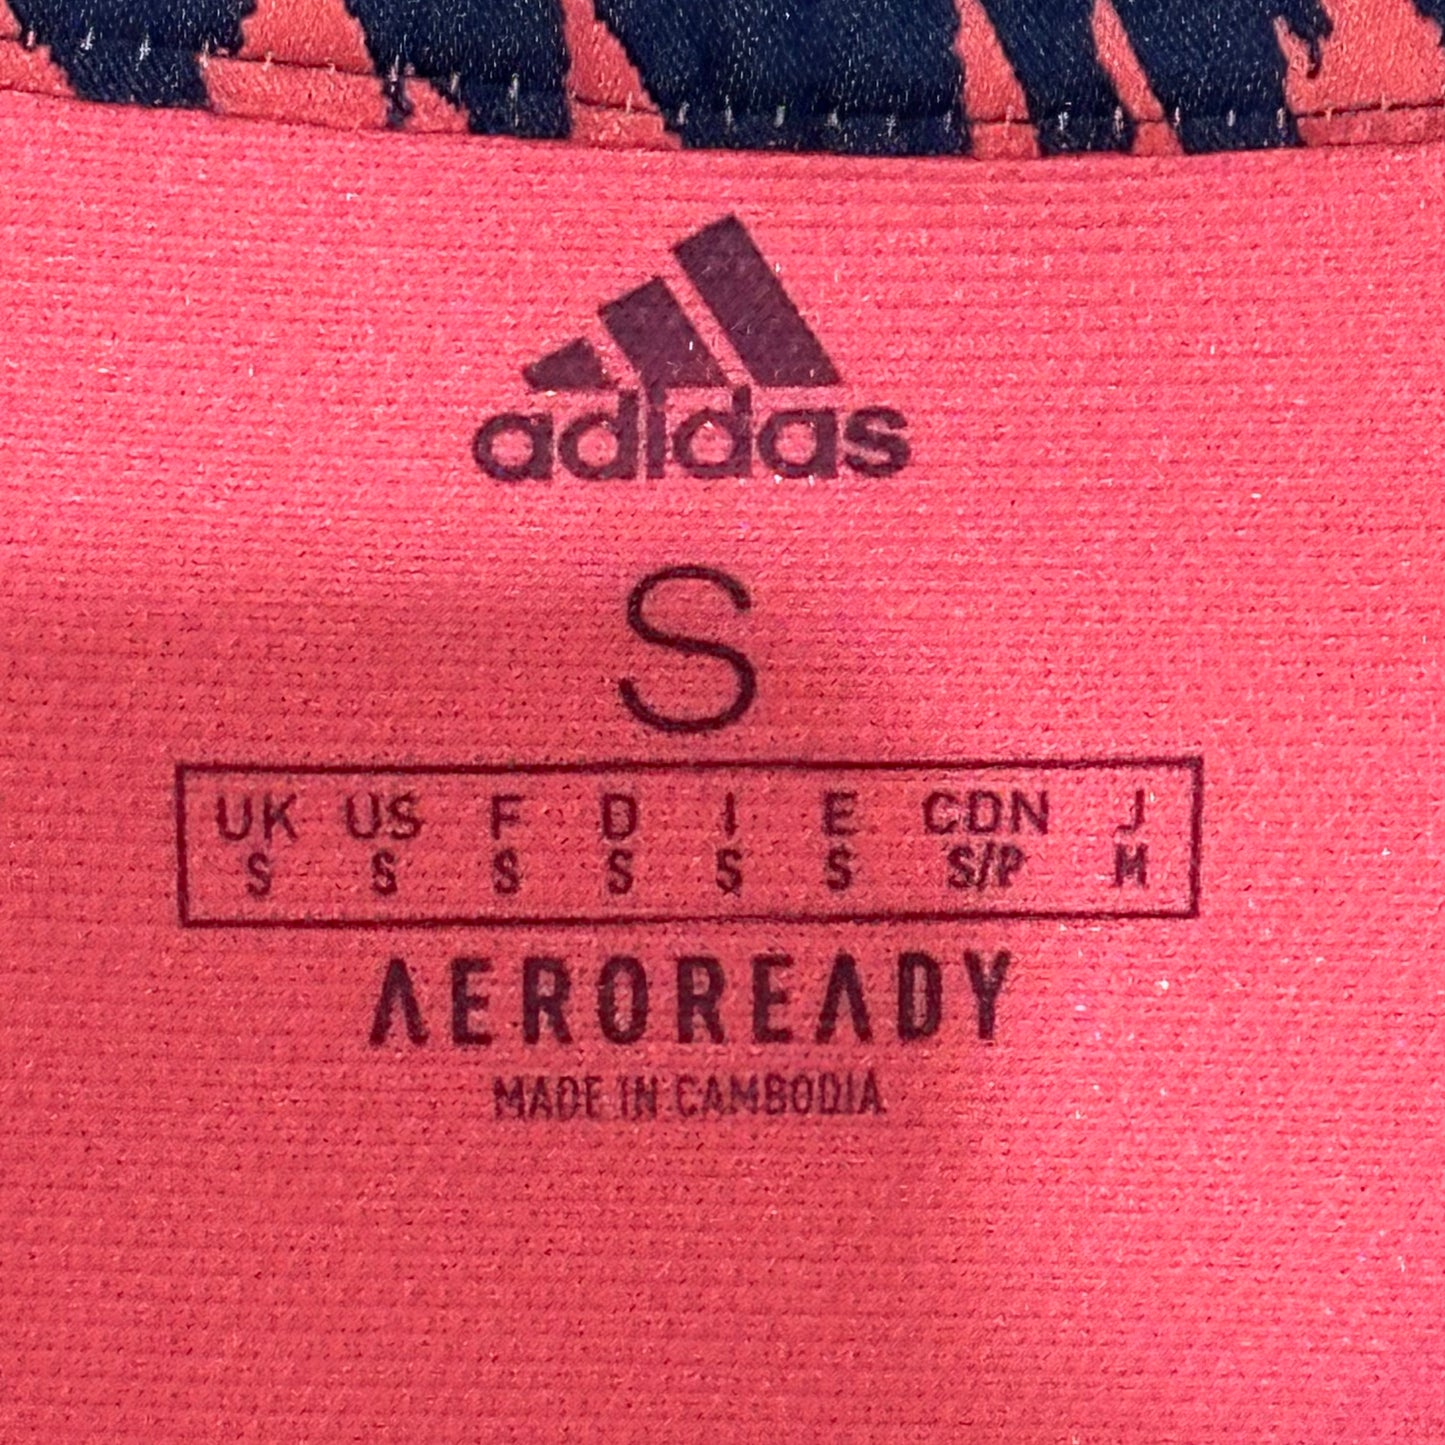 adidas
S
UK US F D I E CDN J
S S S S S S S/P M
AEROREADY
MADE IN CAMBODIA